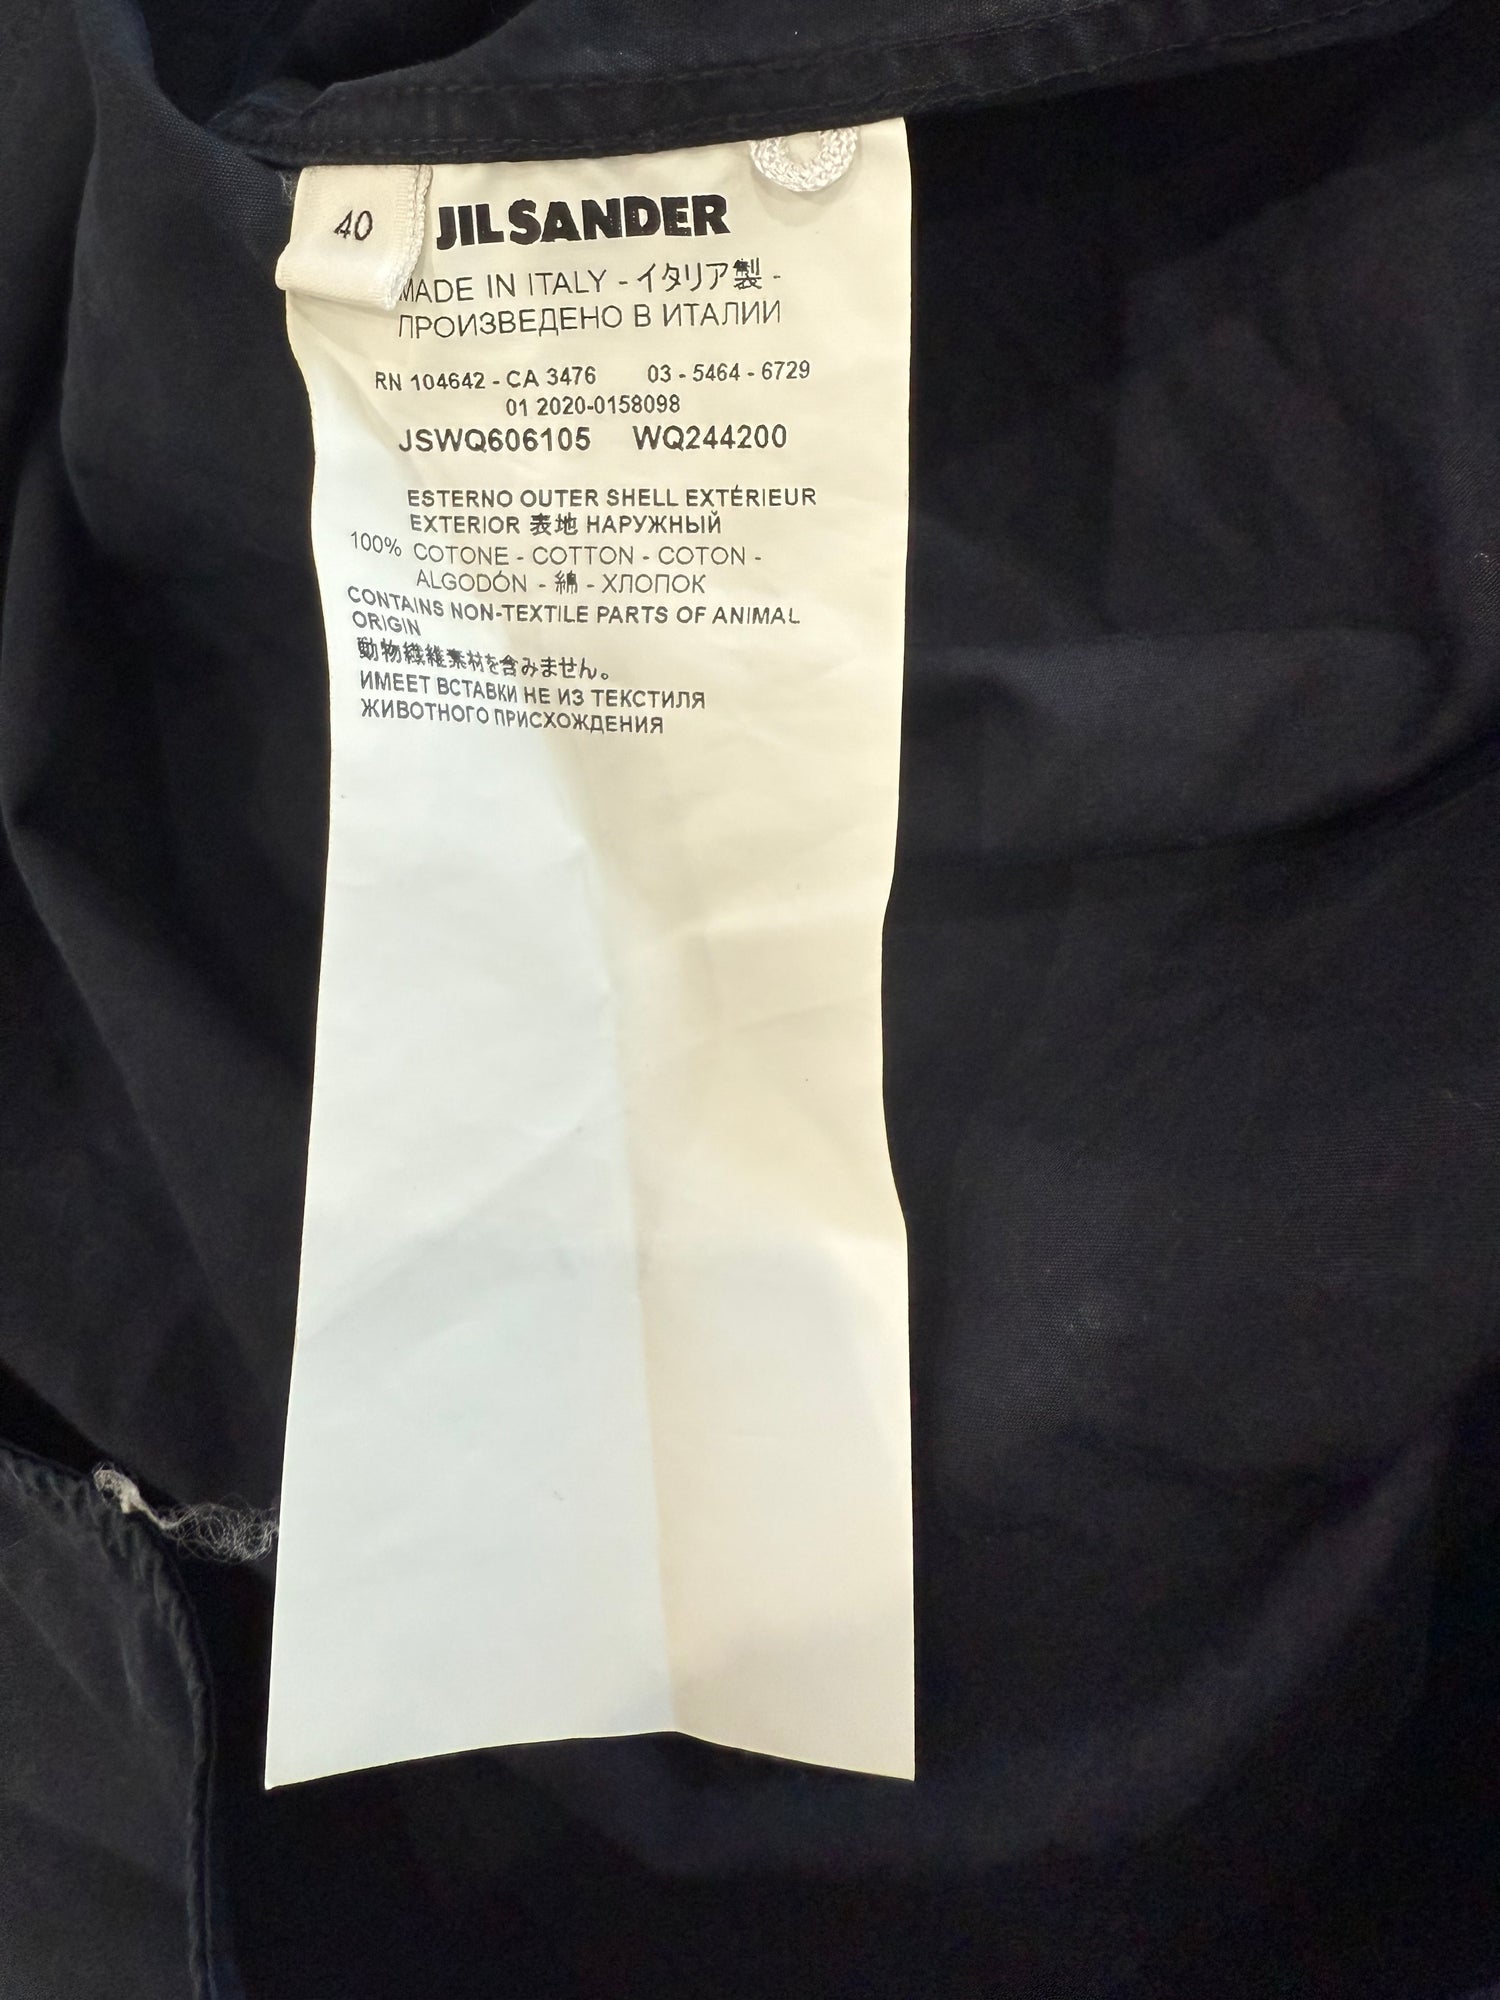 40
JIL SANDER
MADE IN ITALY - イタリア製 -
ПРОИЗВЕДЕНО В ИТАЛИИ
RN 104642 - CA 3476 03 - 5464 - 6729
01 2020-0158098
JSWQ606105 WQ244200
ESTERNO OUTER SHELL EXTÉRIEUR
EXTERIOR 表地 НАРУЖНЫЙ
100% COTONE - COTTON - COTON -
ALGODÓN - 綿 - ХЛОПОК
CONTAINS NON-TEXTILE PARTS OF ANIMAL
ORIGIN
動物繊維素材を含みません。
ИМЕЕТ ВСТАВКИ НЕ ИЗ ТЕКСТИЛЯ
ЖИВОТНОГО ПРИСХОЖДЕНИЯ